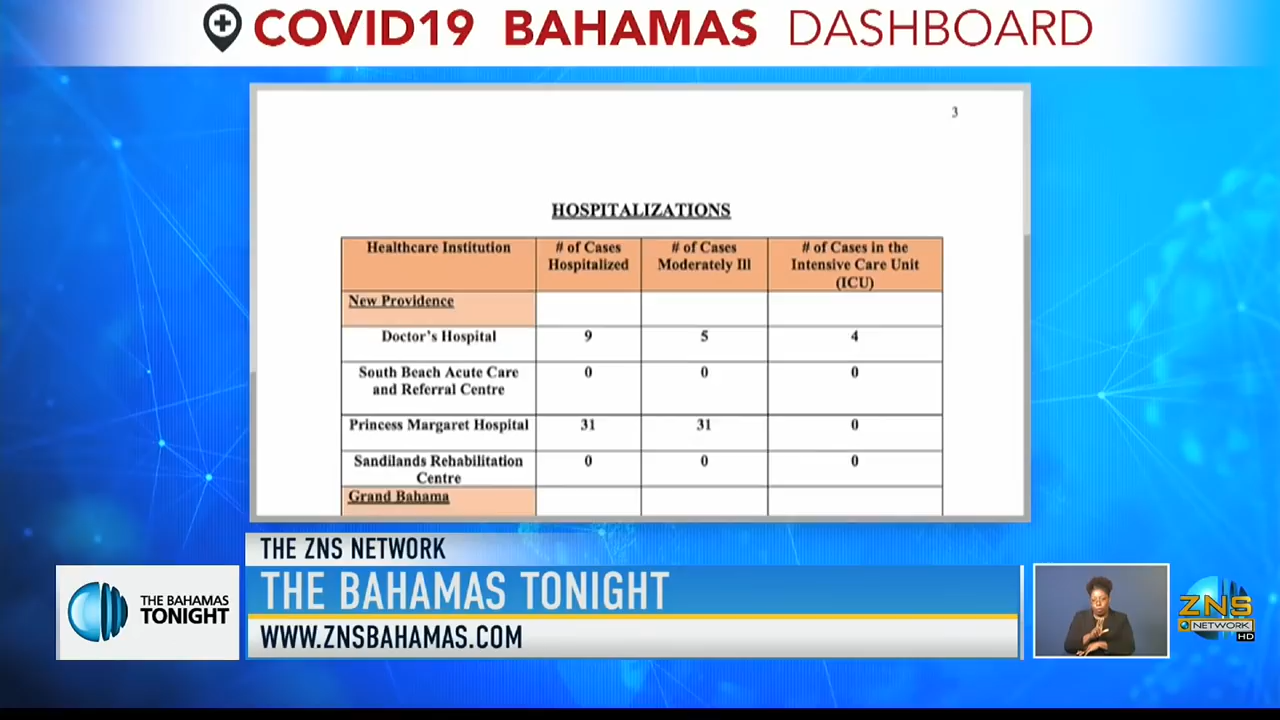 COVID19 BAHAMAS DASHBOARD
3
HOSPITALIZATIONS
Healthcare Institution
# of Cases
Hospitalized
# of Cases
Moderately Ill
# of Cases in the
Intensive Care Unit
(ICU)
New Providence
Doctor's Hospital 9 5 4
South Beach Acute Care
and Referral Centre
0 0 0
Princess Margaret Hospital 31 31 0
Sandilands Rehabilitation
Centre
0 0 0
Grand Bahama
THE ZNS NETWORK
THE BAHAMAS
TONIGHT
THE BAHAMAS TONIGHT
WWW.ZNSBAHAMAS.COM
ZNS
NETWORK
HD